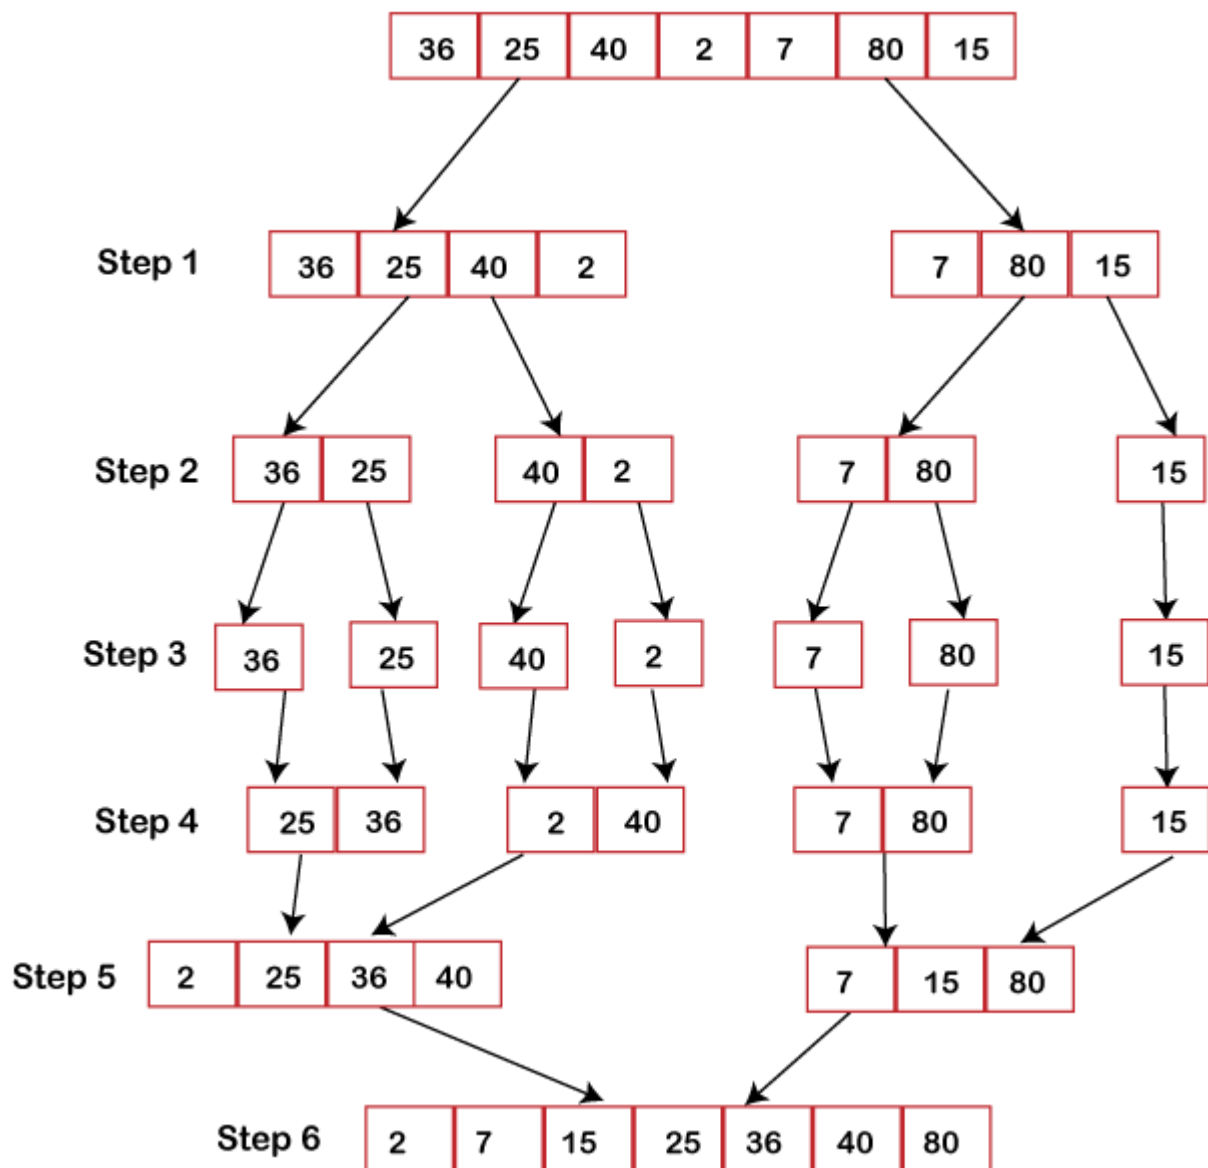 36 25 40 2 7 80 15
Step 1 36 25 40 2 7 80 15
Step 2 36 25 40 2 7 80 15
Step 3 36 25 40 2 7 80 15
Step 4 25 36 2 40 7 80 15
Step 5 2 25 36 40 7 15 80
Step 6 2 7 15 25 36 40 80